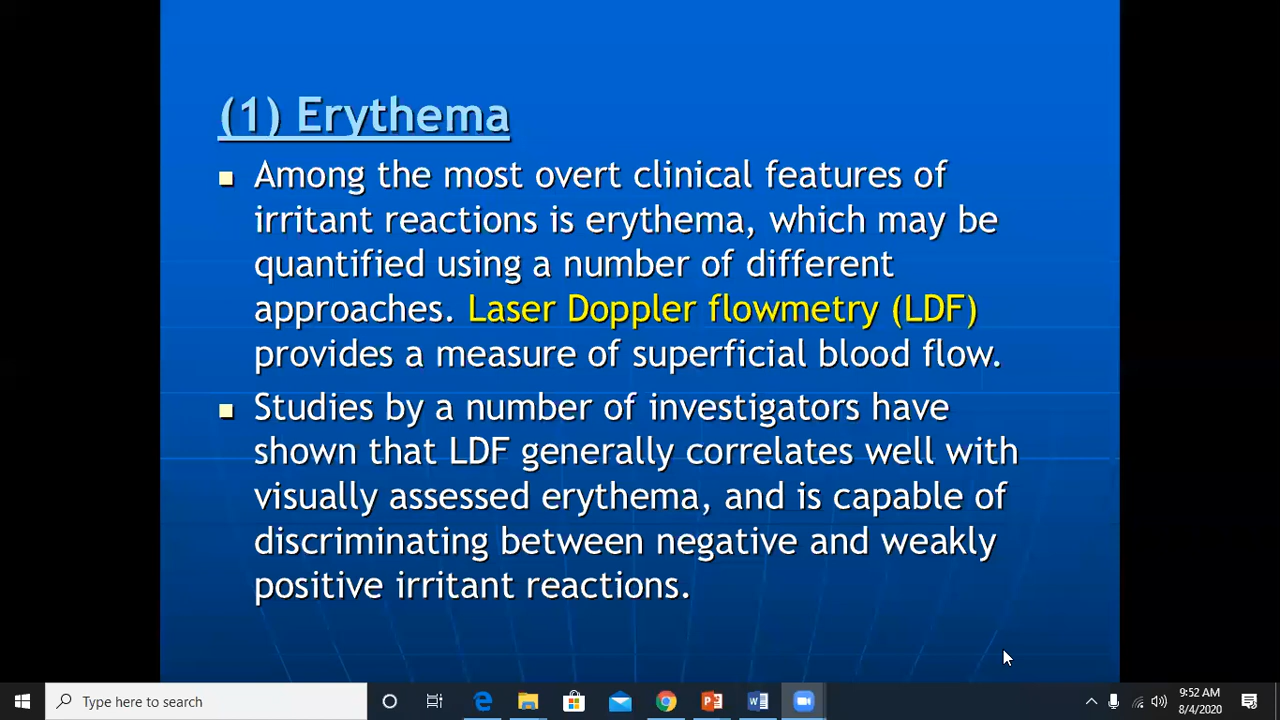 (1) Erythema
Among the most overt clinical features of
irritant reactions is erythema, which may be
quantified using a number of different
approaches. Laser Doppler flowmetry (LDF)
provides a measure of superficial blood flow.
Studies by a number of investigators have
shown that LDF generally correlates well with
visually assessed erythema, and is capable of
discriminating between negative and weakly
positive irritant reactions.
Type here to search
9:52 AM
8/4/2020